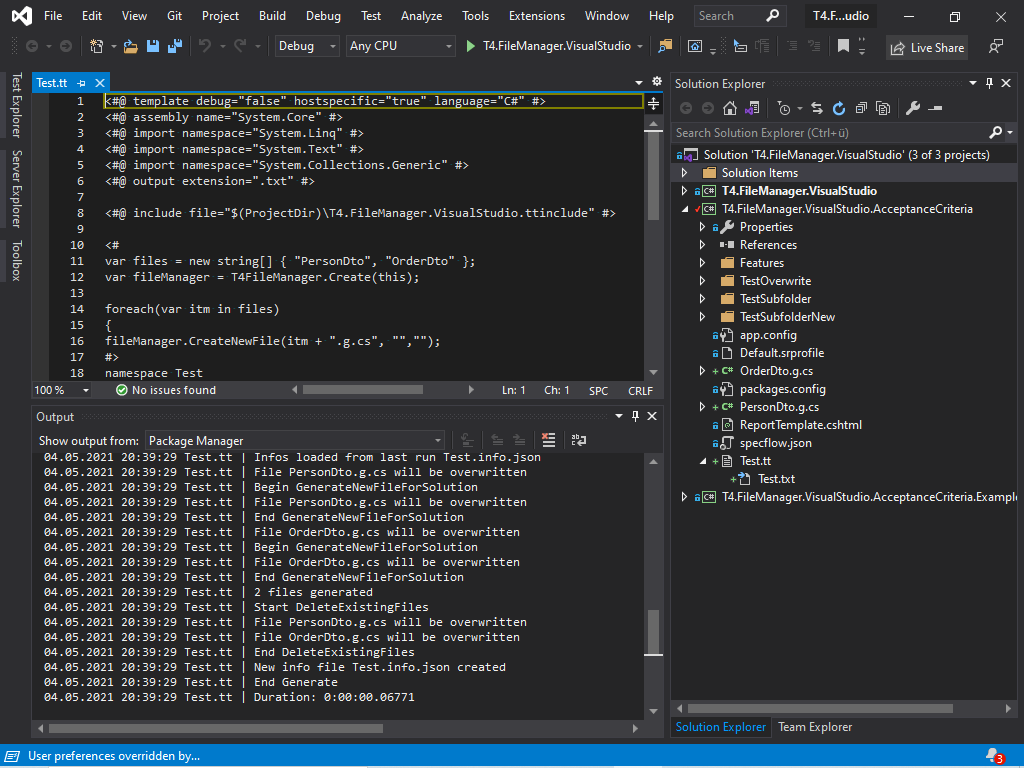 File Edit View Git Project Build Debug Test Analyze Tools Extensions Window Help Search T4.F...udio
Debug Any CPU T4.FileManager.VisualStudio Live Share
Test Explorer
Server Explorer
Toolbox
Test.tt
1 <#@ template debug="false" hostspecific="true" language="C#" #>
2 <#@ assembly name="System.Core" #>
3 <#@ import namespace="System.Linq" #>
4 <#@ import namespace="System.Text" #>
5 <#@ import namespace="System.Collections.Generic" #>
6 <#@ output extension=".txt" #>
7
8 <#@ include file="$(ProjectDir)\T4.FileManager.VisualStudio.ttinclude" #>
9
10 <#
11 var files = new string[] { "PersonDto", "OrderDto" };
12 var fileManager = T4FileManager.Create(this);
13
14 foreach(var itm in files)
15 {
16 fileManager.CreateNewFile(itm + ".g.cs", "","");
17 #>
18 namespace Test
100 % No issues found Ln: 1 Ch: 1 SPC CRLF
Output
Show output from: Package Manager
04.05.2021 20:39:29 Test.tt | Infos loaded from last run Test.info.json
04.05.2021 20:39:29 Test.tt | File PersonDto.g.cs will be overwritten
04.05.2021 20:39:29 Test.tt | Begin GenerateNewFileForSolution
04.05.2021 20:39:29 Test.tt | File PersonDto.g.cs will be overwritten
04.05.2021 20:39:29 Test.tt | End GenerateNewFileForSolution
04.05.2021 20:39:29 Test.tt | File OrderDto.g.cs will be overwritten
04.05.2021 20:39:29 Test.tt | Begin GenerateNewFileForSolution
04.05.2021 20:39:29 Test.tt | File OrderDto.g.cs will be overwritten
04.05.2021 20:39:29 Test.tt | End GenerateNewFileForSolution
04.05.2021 20:39:29 Test.tt | 2 files generated
04.05.2021 20:39:29 Test.tt | Start DeleteExistingFiles
04.05.2021 20:39:29 Test.tt | File PersonDto.g.cs will be overwritten
04.05.2021 20:39:29 Test.tt | File OrderDto.g.cs will be overwritten
04.05.2021 20:39:29 Test.tt | End DeleteExistingFiles
04.05.2021 20:39:29 Test.tt | New info file Test.info.json created
04.05.2021 20:39:29 Test.tt | End Generate
04.05.2021 20:39:29 Test.tt | Duration: 0:00:00.06771
Solution Explorer
Search Solution Explorer (Ctrl+ü)
Solution 'T4.FileManager.VisualStudio' (3 of 3 projects)
Solution Items
C# T4.FileManager.VisualStudio
C# T4.FileManager.VisualStudio.AcceptanceCriteria
Properties
References
Features
TestOverwrite
TestSubfolder
TestSubfolderNew
app.config
Default.srprofile
+ C# OrderDto.g.cs
packages.config
+ C# PersonDto.g.cs
ReportTemplate.cshtml
specflow.json
+ Test.tt
+ Test.txt
C# T4.FileManager.VisualStudio.AcceptanceCriteria.Example
Solution Explorer Team Explorer
User preferences overridden by... 3